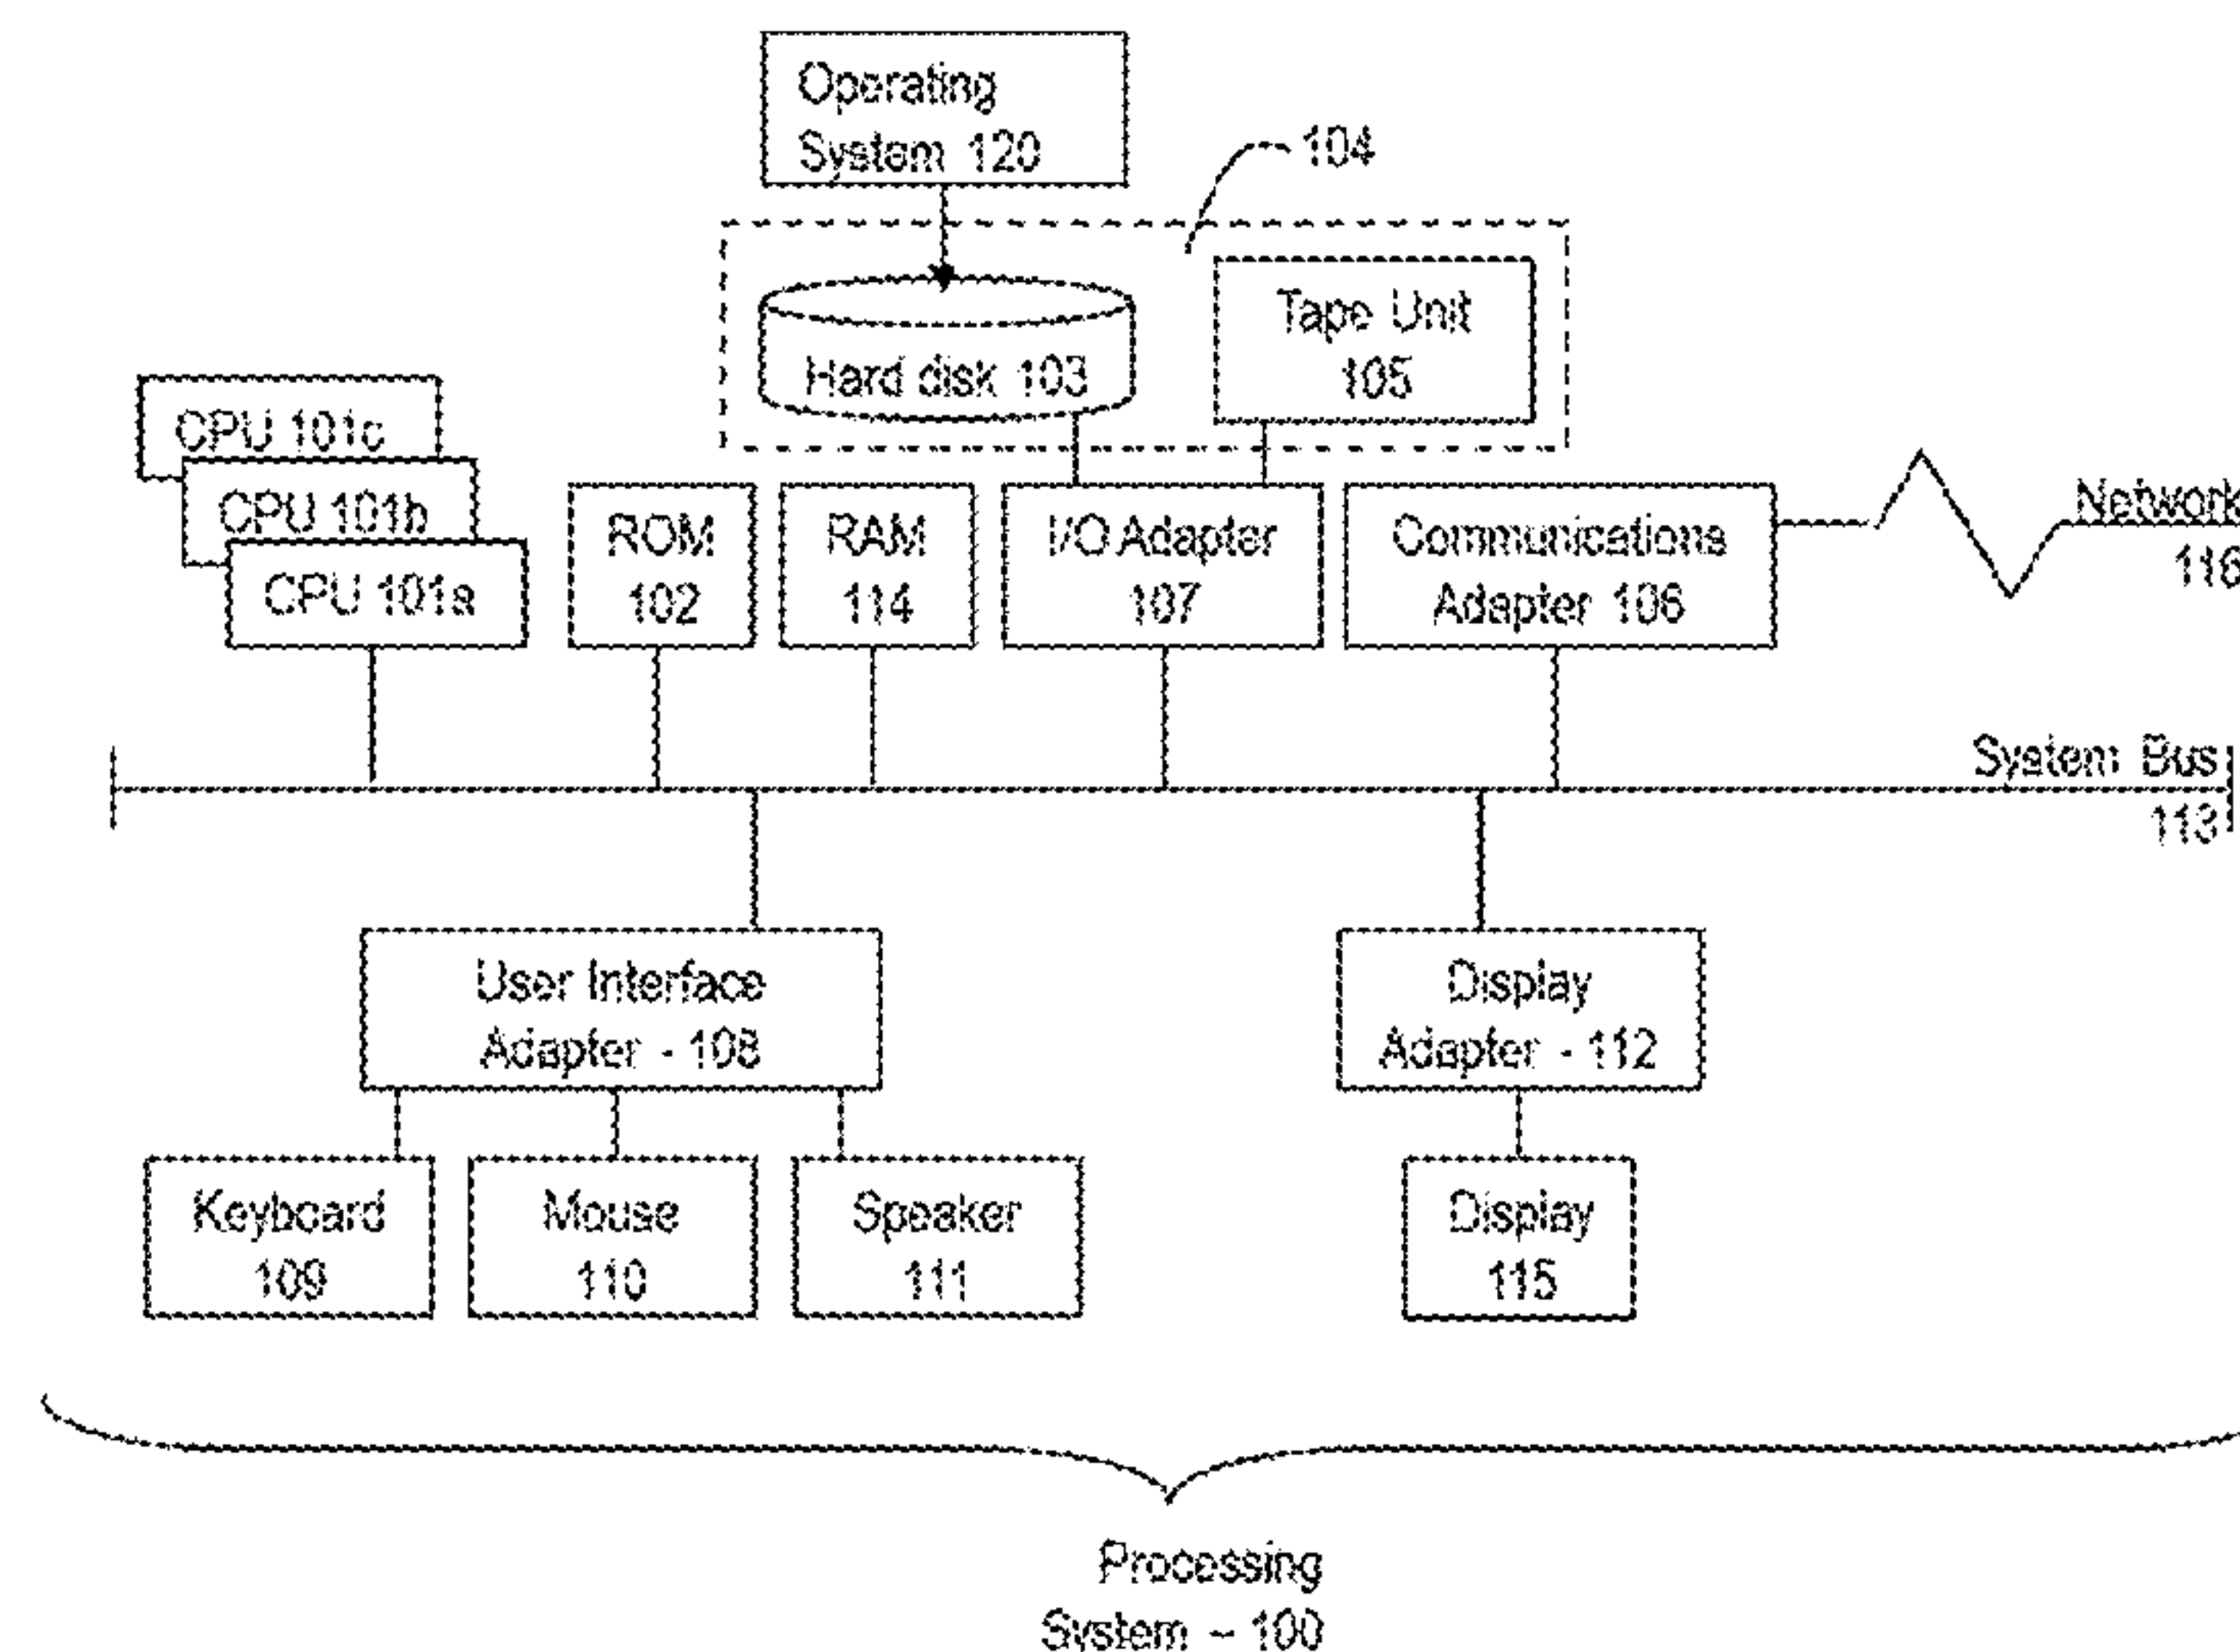 Operating
System 120
104
Hard disk 103
Tape Unit
105
CPU 101c
CPU 101b
CPU 101a
ROM
102
RAM
114
I/O Adapter
107
Communications
Adapter 106
Network
116
System Bus
113
User Interface
Adapter - 108
Display
Adapter - 112
Keyboard
109
Mouse
110
Speaker
111
Display
115
Processing
System – 100